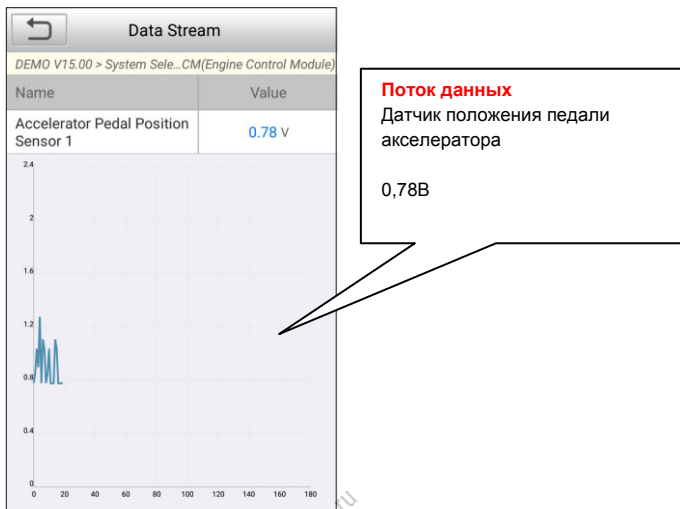 Data Stream
DEMO V15.00 > System Sele...CM(Engine Control Module)
Name Value
Accelerator Pedal Position
Sensor 1
0.78 V
2.4
2
1.6
1.2
0.8
0.4
0
0 20 40 60 80 100 120 140 160 180
Поток данных
Датчик положения педали
акселератора
0,78В
ru